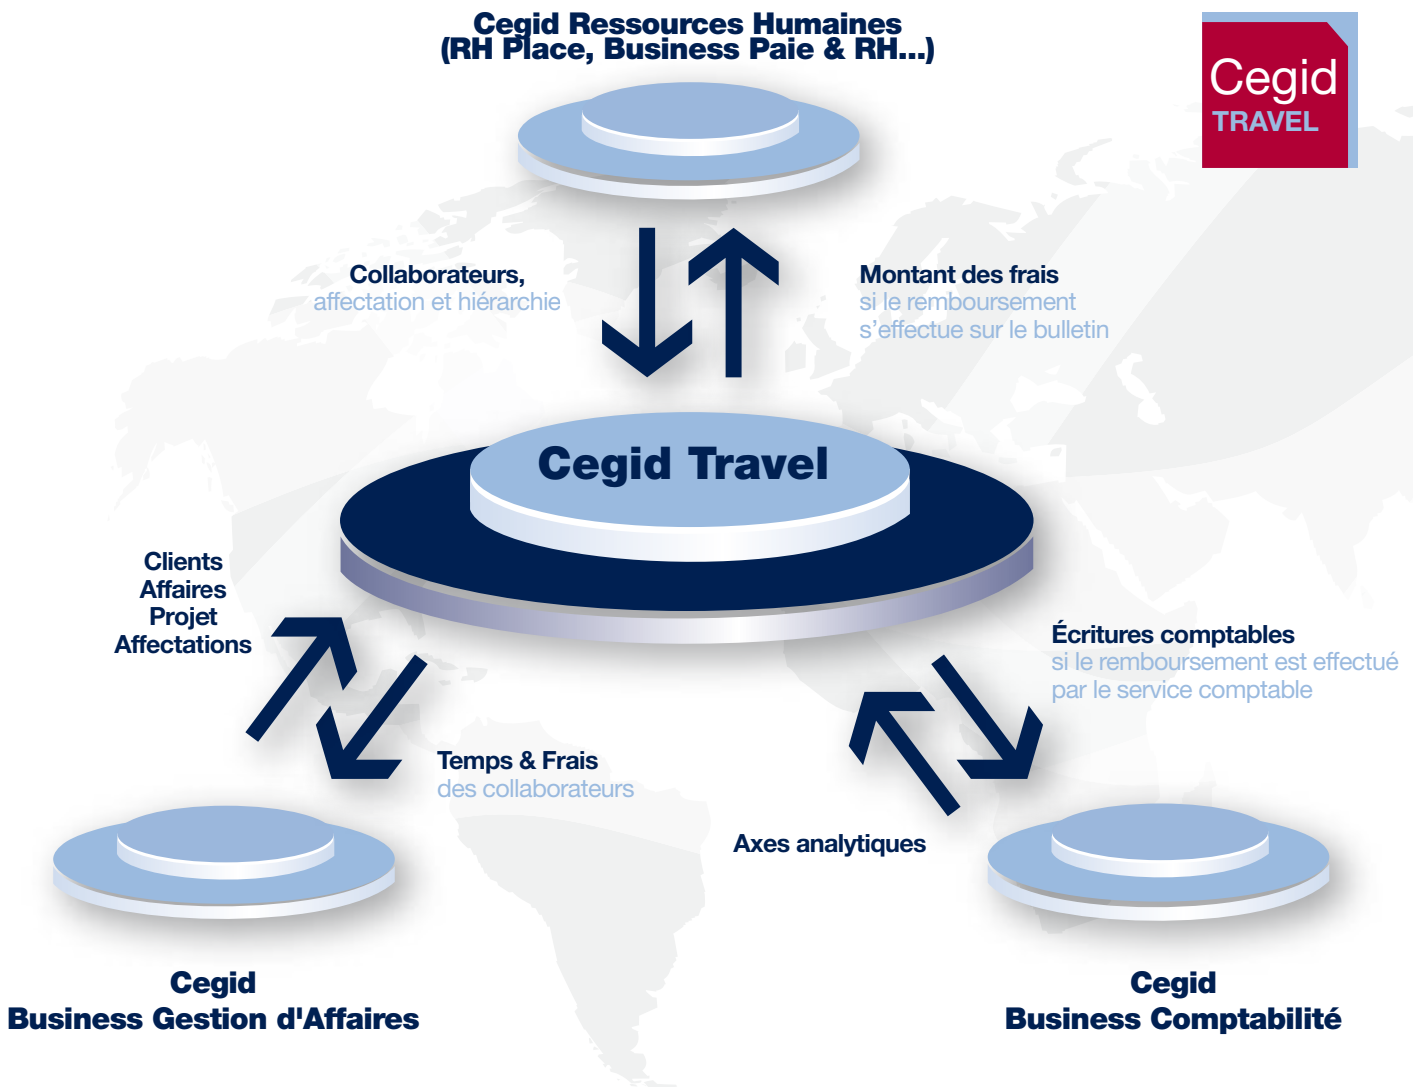 Cegid Ressources Humaines
(RH Place, Business Paie & RH...)
Cegid
TRAVEL
Collaborateurs,
affectation et hiérarchie
Montant des frais
si le remboursement
s’effectue sur le bulletin
Cegid Travel
Clients
Affaires
Projet
Affectations
Écritures comptables
si le remboursement est effectué
par le service comptable
Temps & Frais
des collaborateurs
Axes analytiques
Cegid
Business Gestion d'Affaires
Cegid
Business Comptabilité